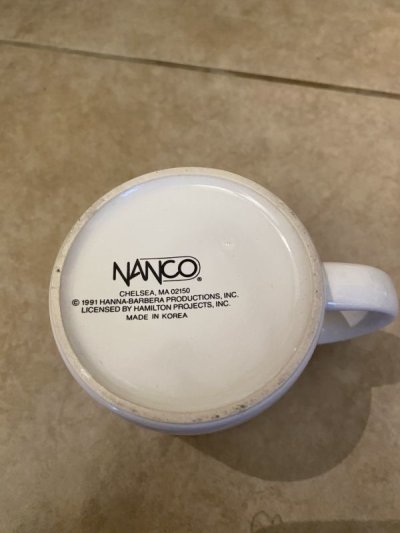 NANCO®
CHELSEA, MA 02150
© 1991 HANNA-BARBERA PRODUCTIONS, INC.
LICENSED BY HAMILTON PROJECTS, INC.
MADE IN KOREA